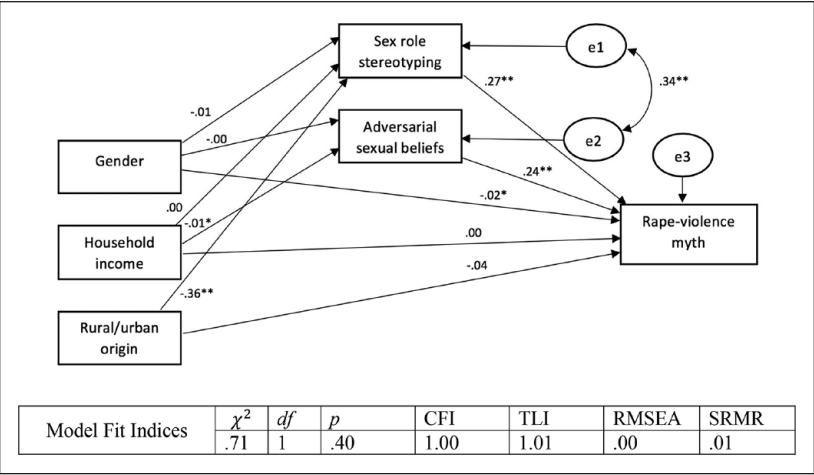 Sex role
stereotyping
e1
.27**
.34**
-.01
Adversarial
sexual beliefs
e2
-.00
Gender
e3
.24**
-.02*
.00
-.01*
Rape-violence
myth
Household
income
.00
-.04
-.36**
Rural/urban
origin
Model Fit Indices
χ² df p CFI TLI RMSEA SRMR
.71 1 .40 1.00 1.01 .00 .01